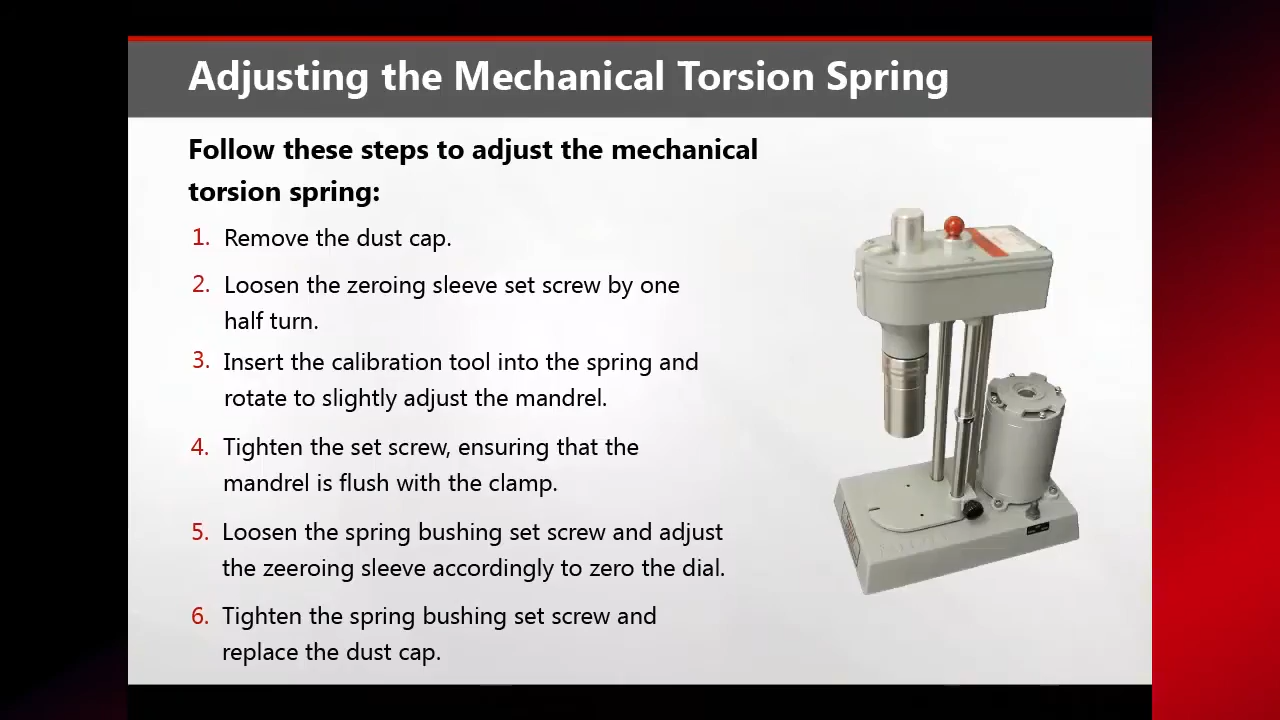 Adjusting the Mechanical Torsion Spring
Follow these steps to adjust the mechanical
torsion spring:
1. Remove the dust cap.
2. Loosen the zeroing sleeve set screw by one
half turn.
3. Insert the calibration tool into the spring and
rotate to slightly adjust the mandrel.
4. Tighten the set screw, ensuring that the
mandrel is flush with the clamp.
5. Loosen the spring bushing set screw and adjust
the zeeroing sleeve accordingly to zero the dial.
6. Tighten the spring bushing set screw and
replace the dust cap.